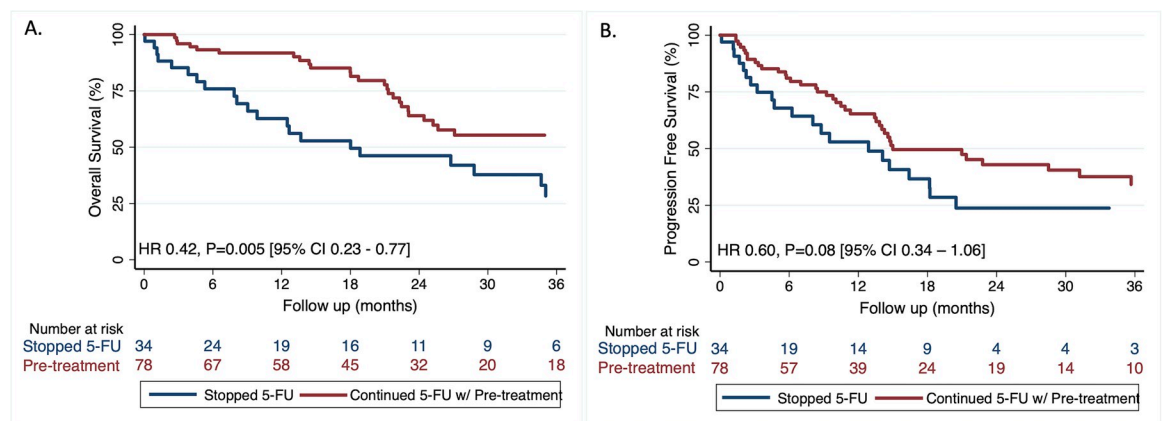 A.
Overall Survival (%)
100
75
50
25
0
HR 0.42, P=0.005 [95% CI 0.23 - 0.77]
0 6 12 18 24 30 36
Follow up (months)
Number at risk
Stopped 5-FU 34 24 19 16 11 9 6
Pre-treatment 78 67 58 45 32 20 18
Stopped 5-FU Continued 5-FU w/ Pre-treatment
B.
Progression Free Survival (%)
100
75
50
25
0
HR 0.60, P=0.08 [95% CI 0.34 – 1.06]
0 6 12 18 24 30 36
Follow up (months)
Number at risk
Stopped 5-FU 34 19 14 9 4 4 3
Pre-treatment 78 57 39 24 19 14 10
Stopped 5-FU Continued 5-FU w/ Pre-treatment